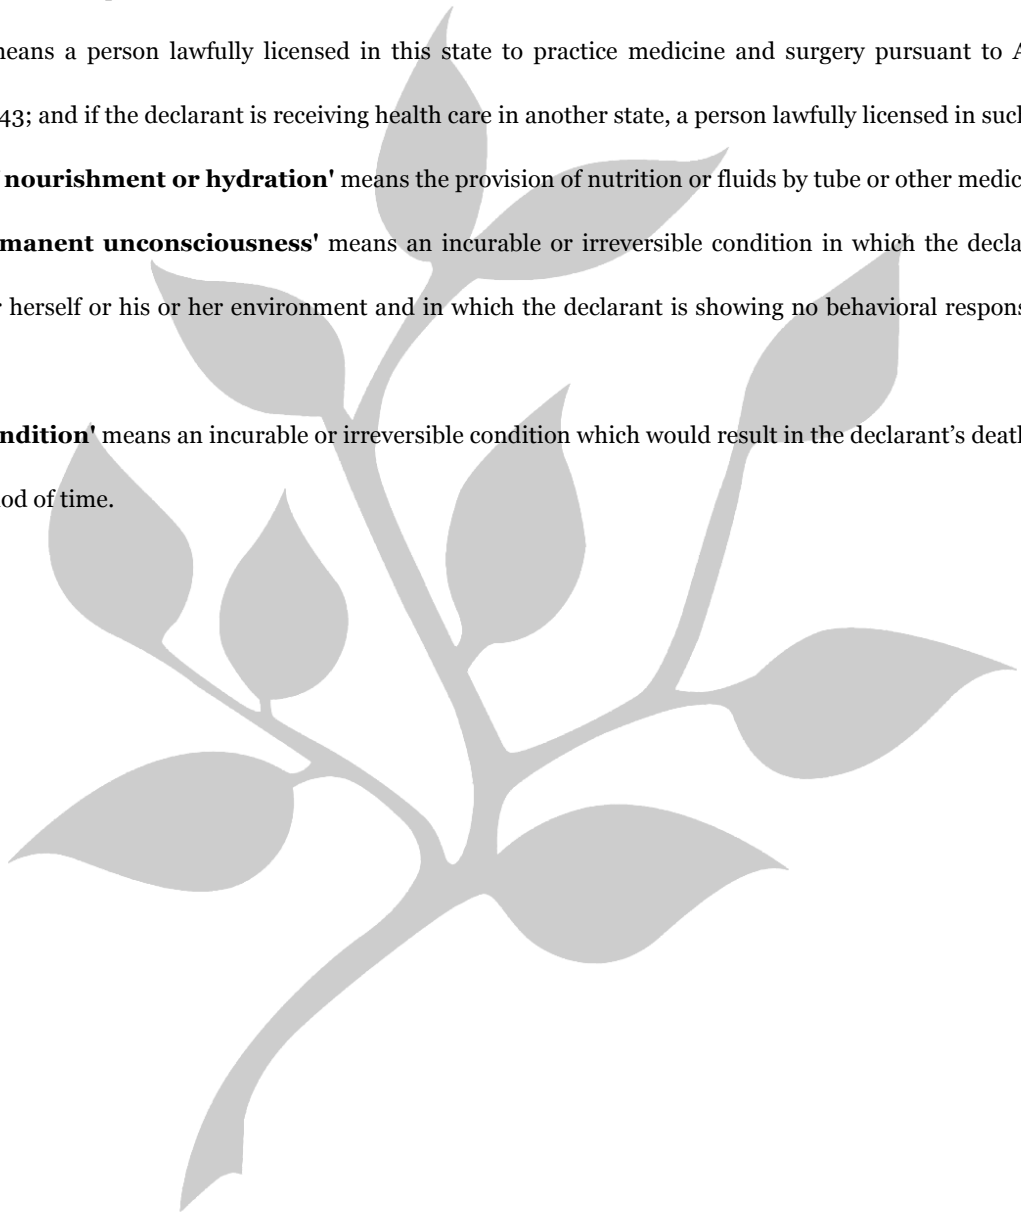 means a person lawfully licensed in this state to practice medicine and surgery pursuant to A
43; and if the declarant is receiving health care in another state, a person lawfully licensed in such
nourishment or hydration' means the provision of nutrition or fluids by tube or other medic
manent unconsciousness' means an incurable or irreversible condition in which the decla
r herself or his or her environment and in which the declarant is showing no behavioral respons
ndition' means an incurable or irreversible condition which would result in the declarant’s death
od of time.